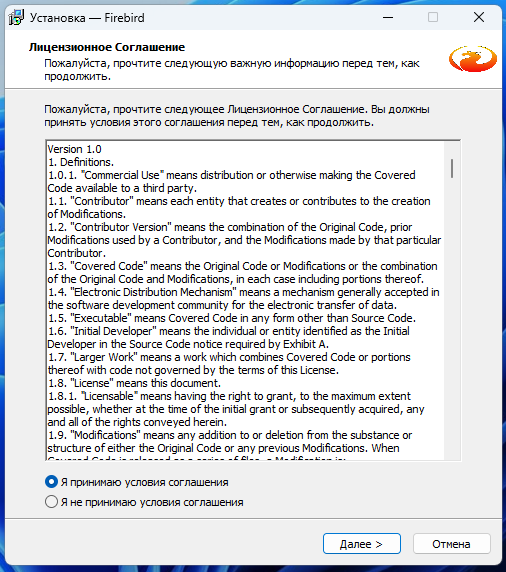 Установка — Firebird
Лицензионное Соглашение
Пожалуйста, прочтите следующую важную информацию перед тем, как
продолжить.
Пожалуйста, прочтите следующее Лицензионное Соглашение. Вы должны
принять условия этого соглашения перед тем, как продолжить.
Version 1.0
1. Definitions.
1.0.1. "Commercial Use" means distribution or otherwise making the Covered
Code available to a third party.
1.1. "Contributor" means each entity that creates or contributes to the creation
of Modifications.
1.2. "Contributor Version" means the combination of the Original Code, prior
Modifications used by a Contributor, and the Modifications made by that particular
Contributor.
1.3. "Covered Code" means the Original Code or Modifications or the combination
of the Original Code and Modifications, in each case including portions thereof.
1.4. "Electronic Distribution Mechanism" means a mechanism generally accepted in
the software development community for the electronic transfer of data.
1.5. "Executable" means Covered Code in any form other than Source Code.
1.6. "Initial Developer" means the individual or entity identified as the Initial
Developer in the Source Code notice required by Exhibit A.
1.7. "Larger Work" means a work which combines Covered Code or portions
thereof with code not governed by the terms of this License.
1.8. "License" means this document.
1.8.1. "Licensable" means having the right to grant, to the maximum extent
possible, whether at the time of the initial grant or subsequently acquired, any
and all of the rights conveyed herein.
1.9. "Modifications" means any addition to or deletion from the substance or
structure of either the Original Code or any previous Modifications. When
Covered Code is released as a series of files, a Modification is:
Я принимаю условия соглашения
Я не принимаю условия соглашения
Далее >
Отмена